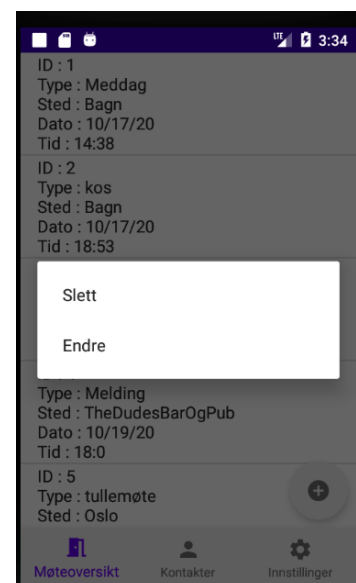 LTE 3:34
ID : 1
Type : Meddag
Sted : Bagn
Dato : 10/17/20
Tid : 14:38
ID : 2
Type : kos
Sted : Bagn
Dato : 10/17/20
Tid : 18:53
Slett
Endre
Type : Melding
Sted : TheDudesBarOgPub
Dato : 10/19/20
Tid : 18:0
ID : 5
Type : tullemøte
Sted : Oslo
Møteoversikt Kontakter Innstillinger